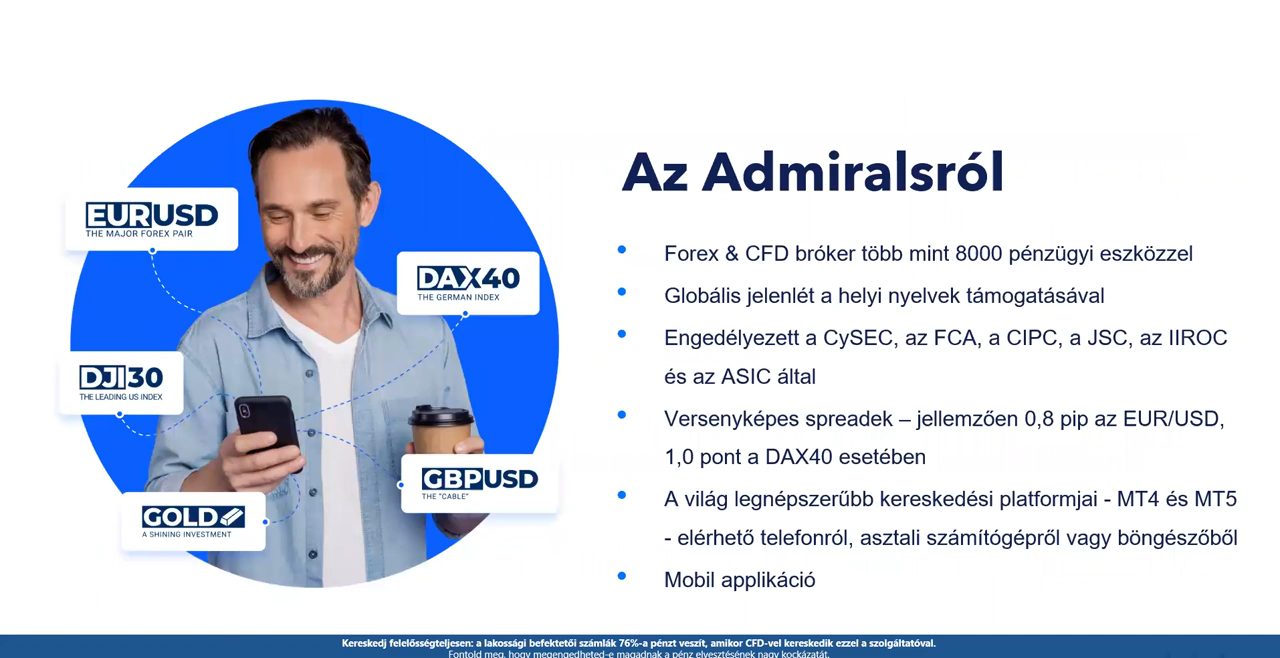 Az Admiralsról
EURUSD
THE MAJOR FOREX PAIR
DAX40
THE GERMAN INDEX
DJI30
THE LEADING US INDEX
GBPUSD
THE "CABLE"
GOLD
A SHINING INVESTMENT
• Forex & CFD bróker több mint 8000 pénzügyi eszközzel
• Globális jelenlét a helyi nyelvek támogatásával
• Engedélyezett a CySEC, az FCA, a CIPC, a JSC, az IIROC
és az ASIC által
• Versenyképes spreadek – jellemzően 0,8 pip az EUR/USD,
1,0 pont a DAX40 esetében
• A világ legnépszerűbb kereskedési platformjai - MT4 és MT5
- elérhető telefonról, asztali számítógépről vagy böngészőből
• Mobil applikáció
Kereskedj felelősségteljesen: a lakossági befektetői számlák 76%-a pénzt veszít, amikor CFD-vel kereskedik ezzel a szolgáltatóval.
Fontold meg, hogy megengedheted-e magadnak a pénz elvesztésének nagy kockázatát.